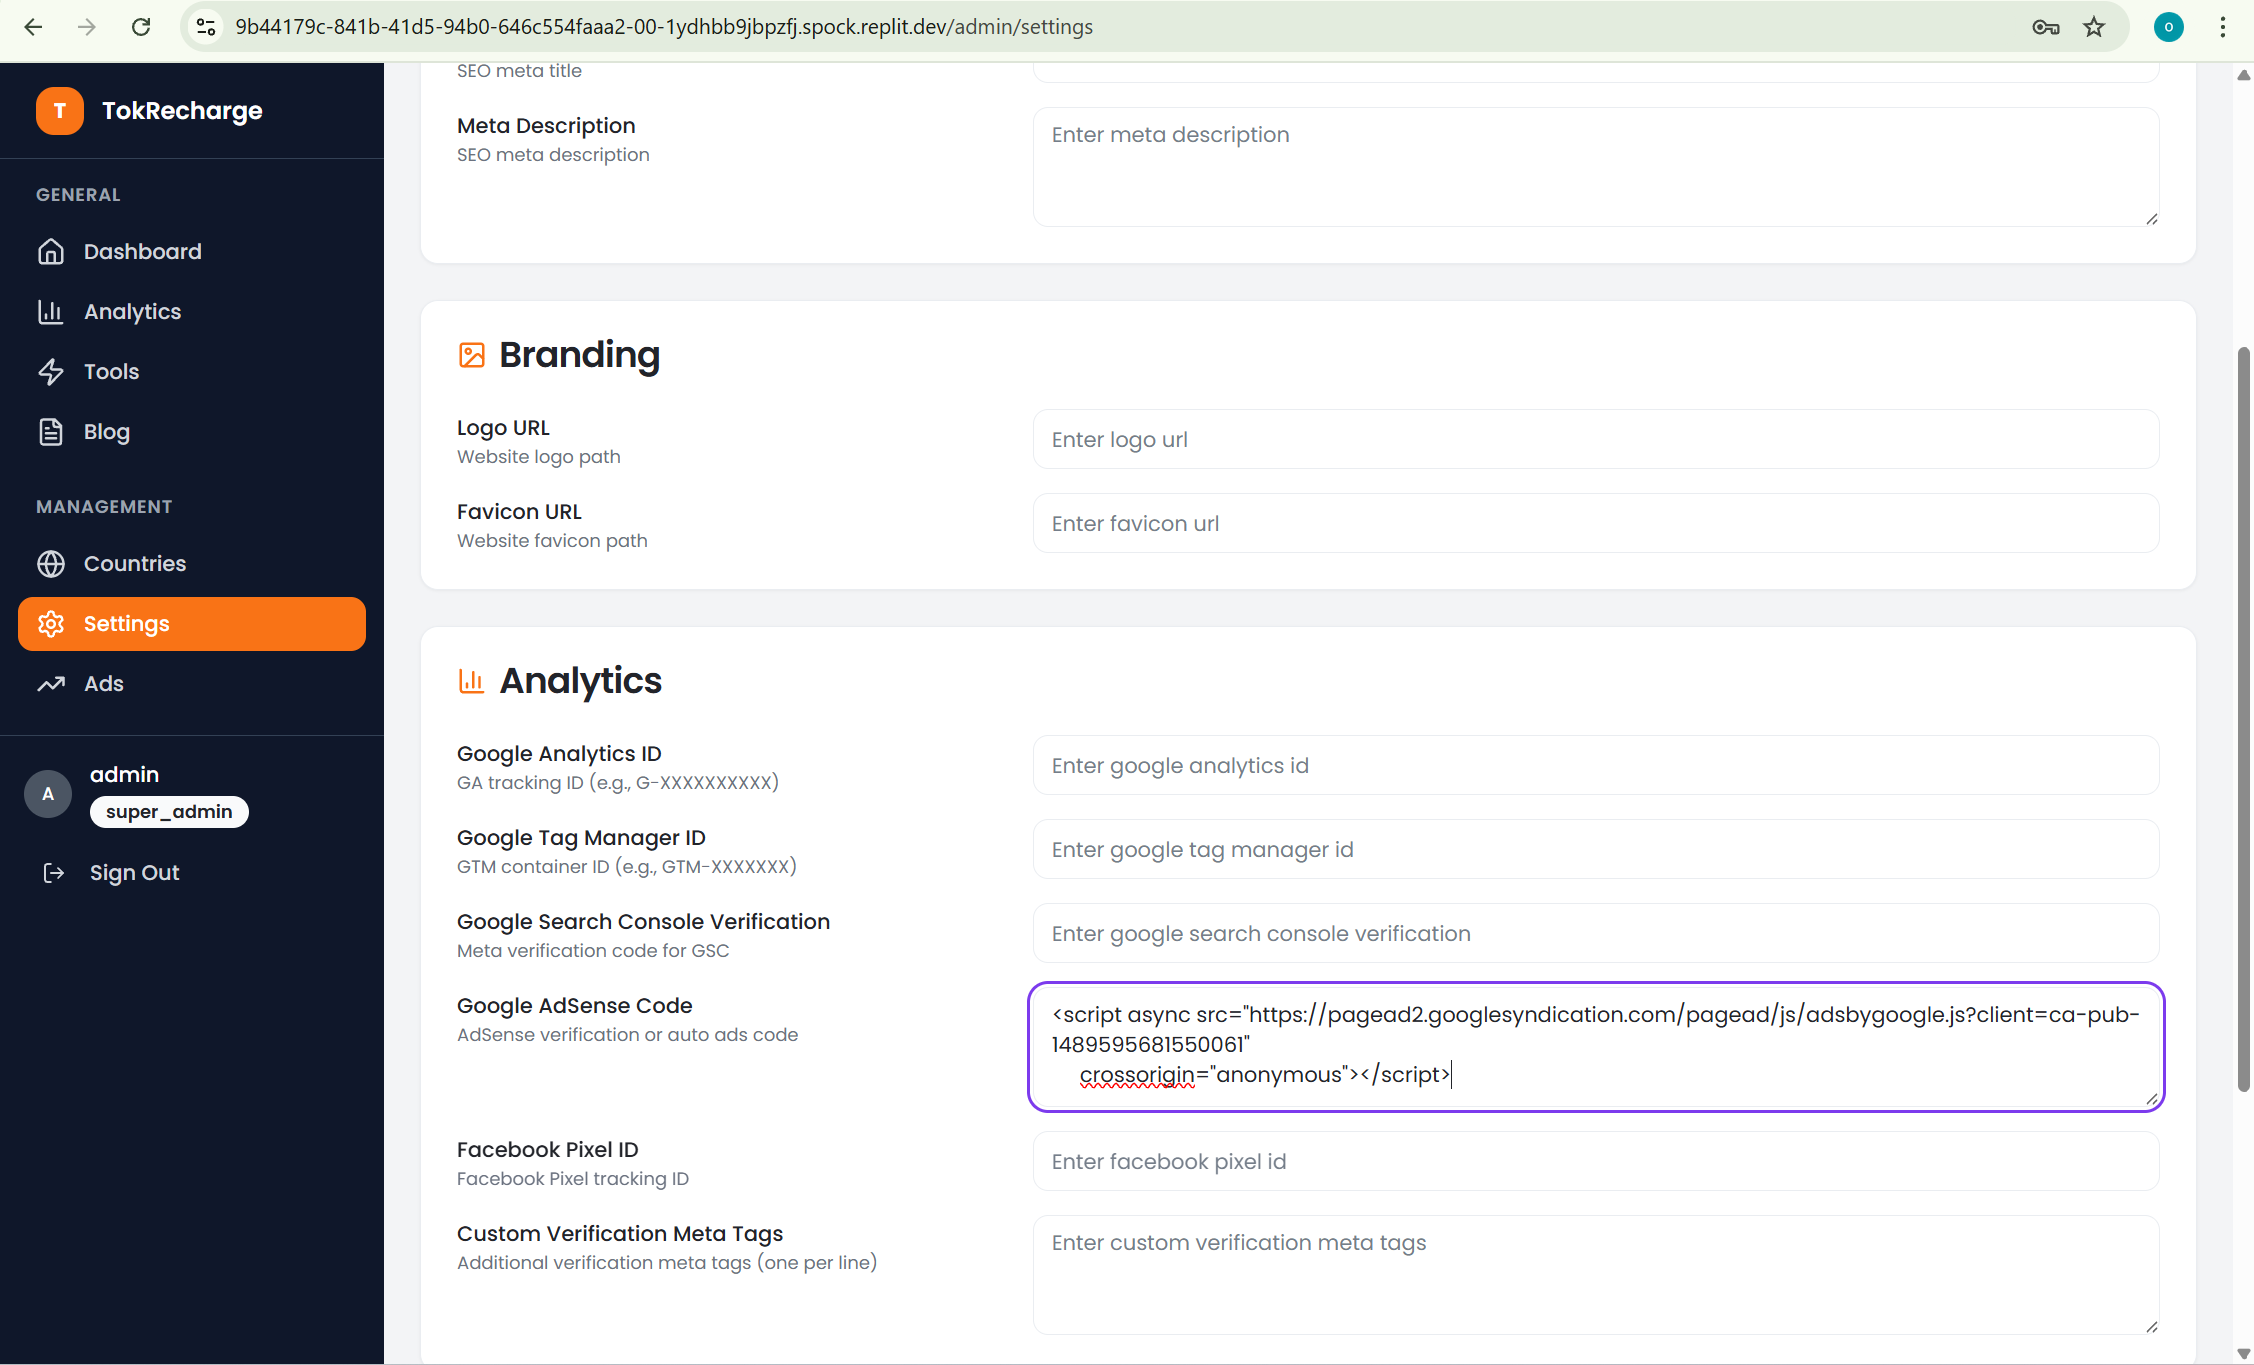 9b44179c-841b-41d5-94b0-646c554faaa2-00-1ydhbb9jbpzfj.spock.replit.dev/admin/settings
o
T
TokRecharge
GENERAL
Dashboard
Analytics
Tools
Blog
MANAGEMENT
Countries
Settings
Ads
A
admin
super_admin
Sign Out
SEO meta title
Meta Description
SEO meta description
Enter meta description
Branding
Logo URL
Website logo path
Enter logo url
Favicon URL
Website favicon path
Enter favicon url
Analytics
Google Analytics ID
GA tracking ID (e.g., G-XXXXXXXXXX)
Enter google analytics id
Google Tag Manager ID
GTM container ID (e.g., GTM-XXXXXXX)
Enter google tag manager id
Google Search Console Verification
Meta verification code for GSC
Enter google search console verification
Google AdSense Code
AdSense verification or auto ads code
<script async src="https://pagead2.googlesyndication.com/pagead/js/adsbygoogle.js?client=ca-pub-
1489595681550061"
crossorigin="anonymous"></script>
Facebook Pixel ID
Facebook Pixel tracking ID
Enter facebook pixel id
Custom Verification Meta Tags
Additional verification meta tags (one per line)
Enter custom verification meta tags